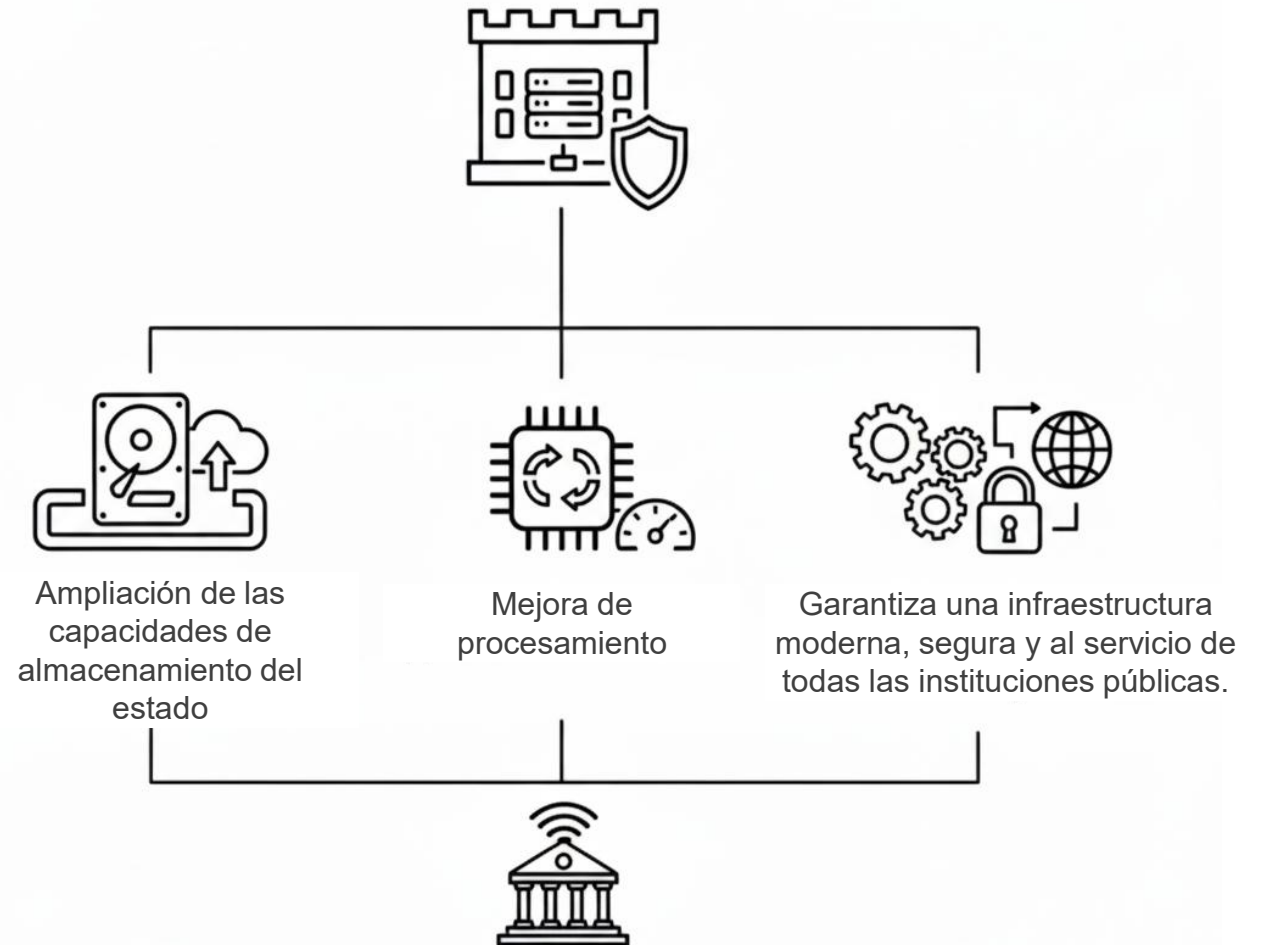 Ampliación de las
capacidades de
almacenamiento del
estado
Mejora de
procesamiento
Garantiza una infraestructura
moderna, segura y al servicio de
todas las instituciones públicas.